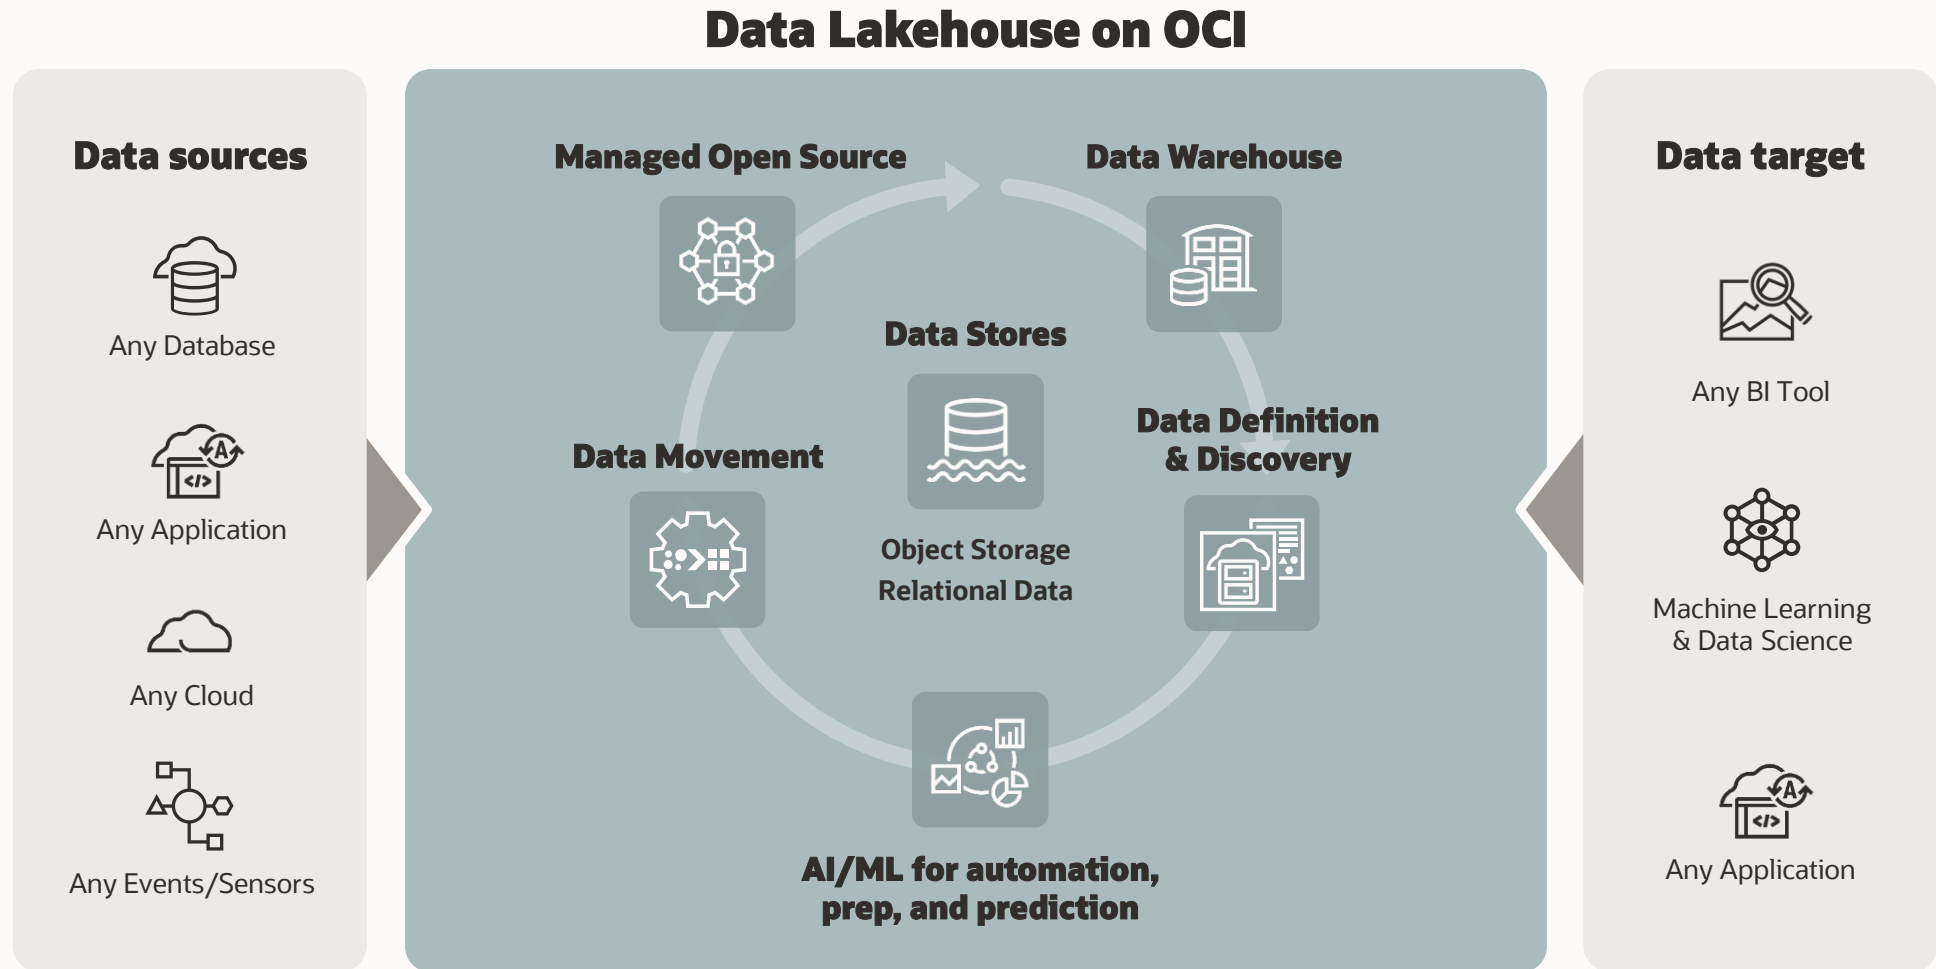 Data Lakehouse on OCI
Data sources
Any Database
Any Application
</>
A
Any Cloud
Any Events/Sensors
Managed Open Source
Data Warehouse
Data Stores
Object Storage
Relational Data
Data Movement
Data Definition
& Discovery
AI/ML for automation,
prep, and prediction
Data target
Any BI Tool
Machine Learning
& Data Science
A
</>
Any Application